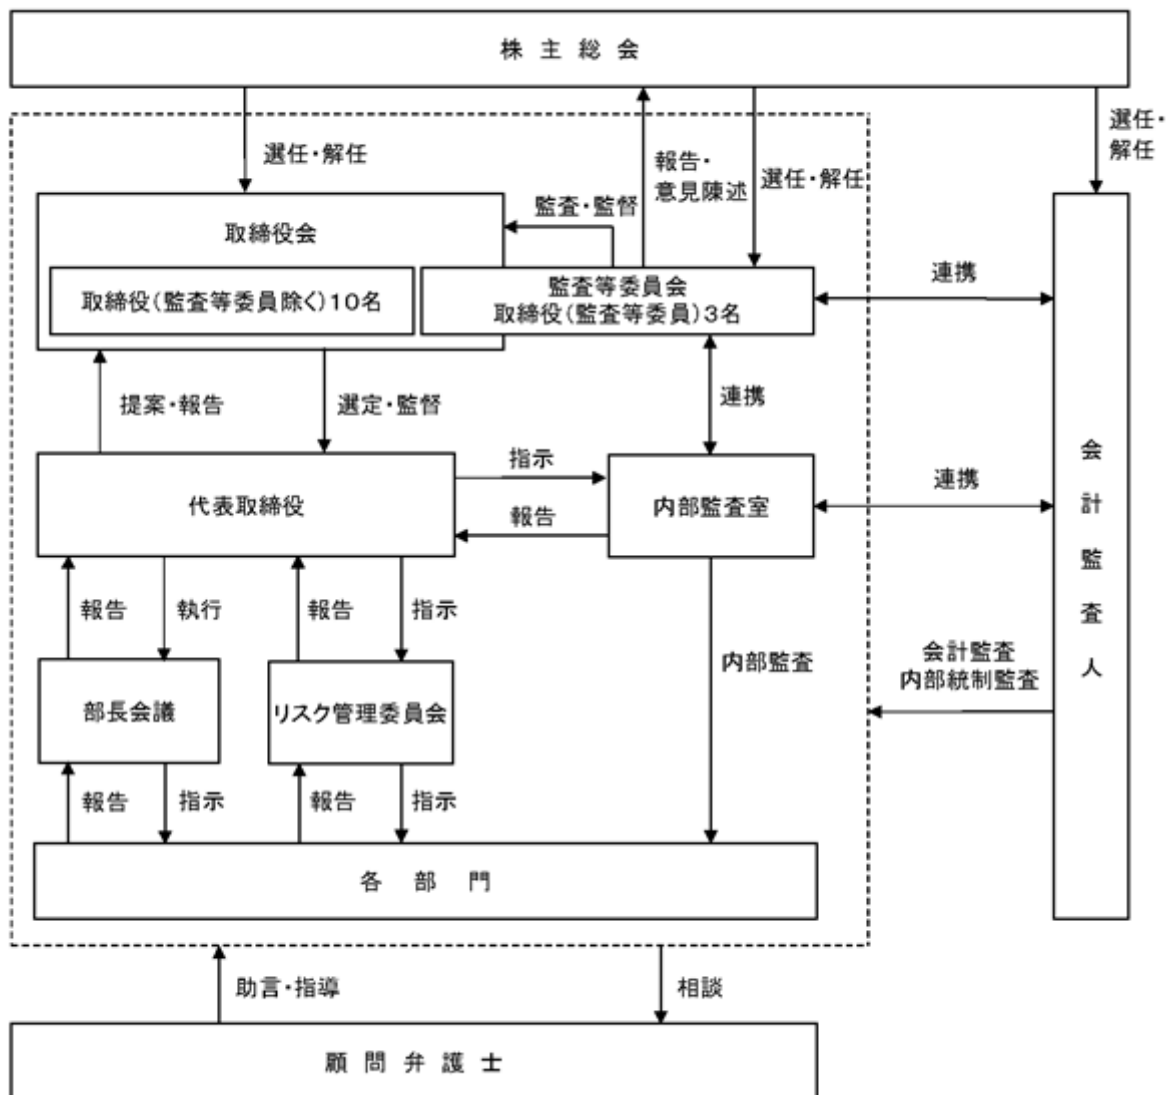 株主総会
選任・解任
報告・
意見陳述
選任・解任
選任・
解任
監査・監督
取締役会
取締役(監査等委員除く)10名
監査等委員会
取締役(監査等委員)3名
連携
提案・報告
選定・監督
連携
代表取締役
指示
報告
内部監査室
連携
会計監査人
報告
執行
報告
指示
内部監査
会計監査
内部統制監査
部長会議
リスク管理委員会
報告
指示
報告
指示
各部門
助言・指導
相談
顧問弁護士